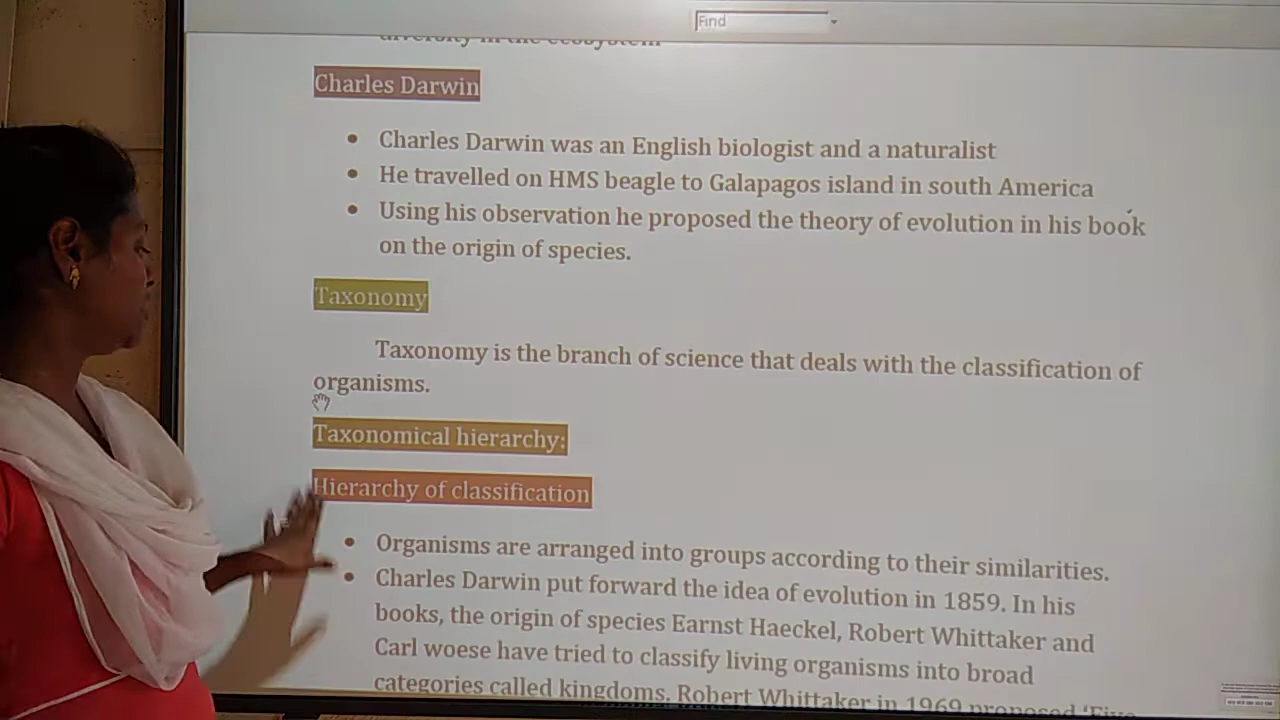 Find
diversity in the ecosystem
Charles Darwin
• Charles Darwin was an English biologist and a naturalist
• He travelled on HMS beagle to Galapagos island in south America
• Using his observation he proposed the theory of evolution in his book
on the origin of species.
Taxonomy
Taxonomy is the branch of science that deals with the classification of
organisms.
Taxonomical hierarchy:
Hierarchy of classification
• Organisms are arranged into groups according to their similarities.
• Charles Darwin put forward the idea of evolution in 1859. In his
books, the origin of species Earnst Haeckel, Robert Whittaker and
Carl woese have tried to classify living organisms into broad
categories called kingdoms. Robert Whittaker in 1969 proposed 'Five